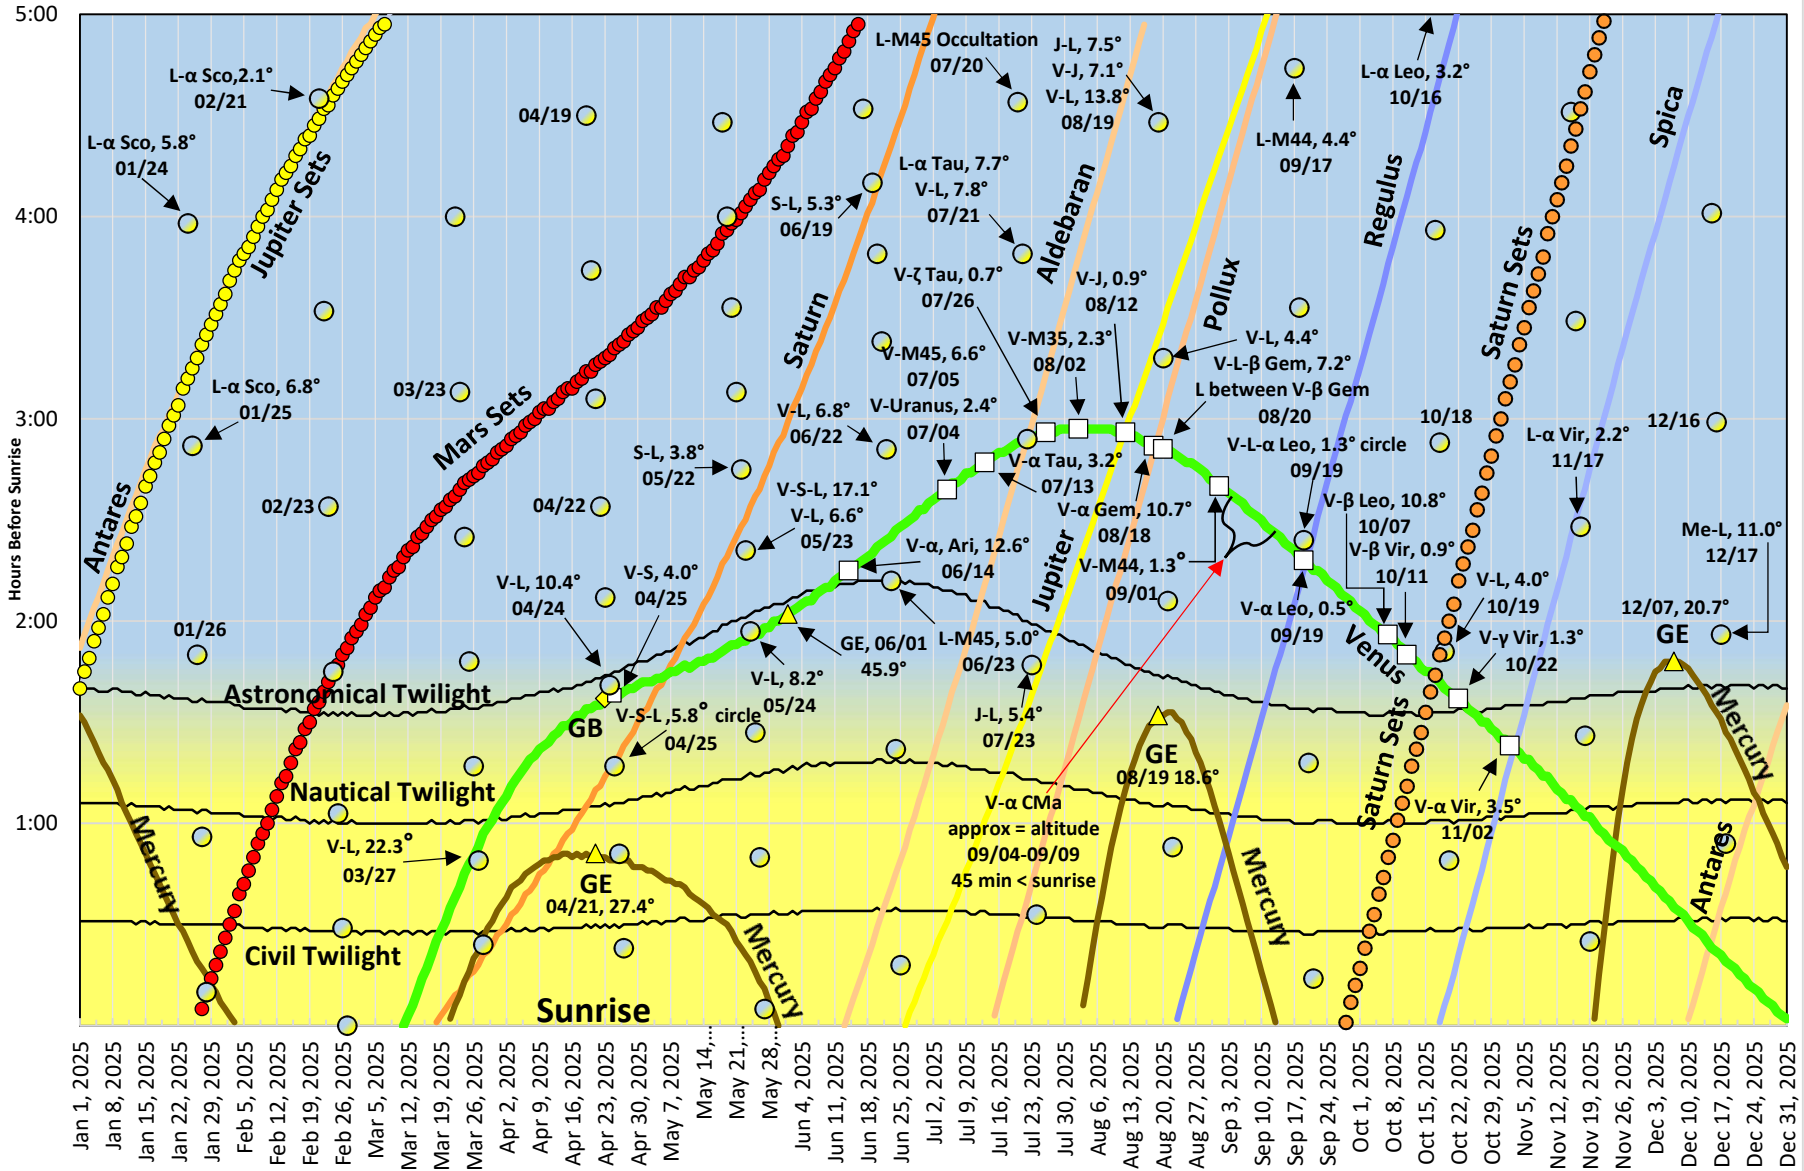 5:00
4:00
3:00
2:00
1:00
Hours Before Sunrise
L-α Sco,2.1°
02/21
L-α Sco, 5.8°
01/24
Jupiter Sets
L-α Sco, 6.8°
01/25
Antares
01/26
02/23
03/23
Mars Sets
04/19
04/22
L-M45 Occultation
07/20
J-L, 7.5°
V-J, 7.1°
V-L, 13.8°
08/19
L-α Tau, 7.7°
V-L, 7.8°
07/21
S-L, 5.3°
06/19
Saturn
Aldebaran
L-α Leo, 3.2°
10/16
L-M44, 4.4°
09/17
Regulus
Spica
Pollux
Saturn Sets
V-ζ Tau, 0.7°
07/26
V-J, 0.9°
08/12
V-M35, 2.3°
08/02
V-M45, 6.6°
07/05
V-Uranus, 2.4°
07/04
V-L, 6.8°
06/22
S-L, 3.8°
05/22
V-S-L, 17.1°
V-L, 6.6°
05/23
V-L, 4.4°
V-L-β Gem, 7.2°
L between V-β Gem
08/20
V-L-α Leo, 1.3° circle
09/19
10/18
12/16
L-α Vir, 2.2°
11/17
V-α Tau, 3.2°
07/13
V-α Gem, 10.7°
08/18
V-β Leo, 10.8°
10/07
V-β Vir, 0.9°
10/11
Me-L, 11.0°
12/17
V-α, Ari, 12.6°
06/14
V-M44, 1.3°
09/01
Jupiter
V-L, 10.4°
04/24
V-S, 4.0°
04/25
V-α Leo, 0.5°
09/19
V-L, 4.0°
10/19
12/07, 20.7°
GE
GE, 06/01
45.9°
L-M45, 5.0°
06/23
Venus
V-γ Vir, 1.3°
10/22
V-L, 8.2°
05/24
Astronomical Twilight
GB
V-S-L ,5.8° circle
04/25
J-L, 5.4°
07/23
Saturn Sets
Mercury
GE
08/19 18.6°
Nautical Twilight
V-α CMa
approx = altitude
09/04-09/09
45 min < sunrise
V-α Vir, 3.5°
11/02
Mercury
V-L, 22.3°
03/27
GE
04/21, 27.4°
Antares
Mercury
Mercury
Civil Twilight
Sunrise
Jan 1, 2025
Jan 8, 2025
Jan 15, 2025
Jan 22, 2025
Jan 29, 2025
Feb 5, 2025
Feb 12, 2025
Feb 19, 2025
Feb 26, 2025
Mar 5, 2025
Mar 12, 2025
Mar 19, 2025
Mar 26, 2025
Apr 2, 2025
Apr 9, 2025
Apr 16, 2025
Apr 23, 2025
Apr 30, 2025
May 7, 2025
May 14,...
May 21,...
May 28,...
Jun 4, 2025
Jun 11, 2025
Jun 18, 2025
Jun 25, 2025
Jul 2, 2025
Jul 9, 2025
Jul 16, 2025
Jul 23, 2025
Jul 30, 2025
Aug 6, 2025
Aug 13, 2025
Aug 20, 2025
Aug 27, 2025
Sep 3, 2025
Sep 10, 2025
Sep 17, 2025
Sep 24, 2025
Oct 1, 2025
Oct 8, 2025
Oct 15, 2025
Oct 22, 2025
Oct 29, 2025
Nov 5, 2025
Nov 12, 2025
Nov 19, 2025
Nov 26, 2025
Dec 3, 2025
Dec 10, 2025
Dec 17, 2025
Dec 24, 2025
Dec 31, 2025